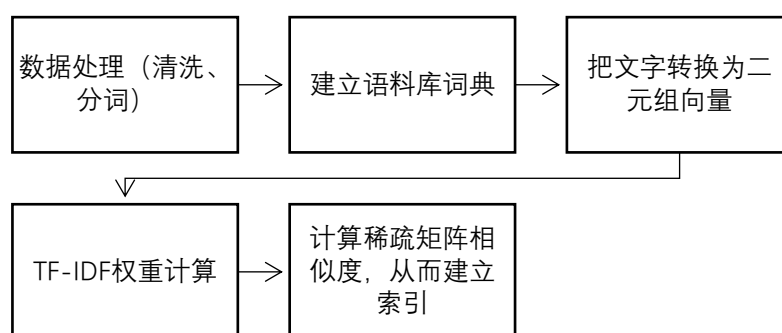 数据处理（清洗、
分词）
建立语料库词典
把文字转换为二
元组向量
TF-IDF权重计算
计算稀疏矩阵相
似度，从而建立
索引